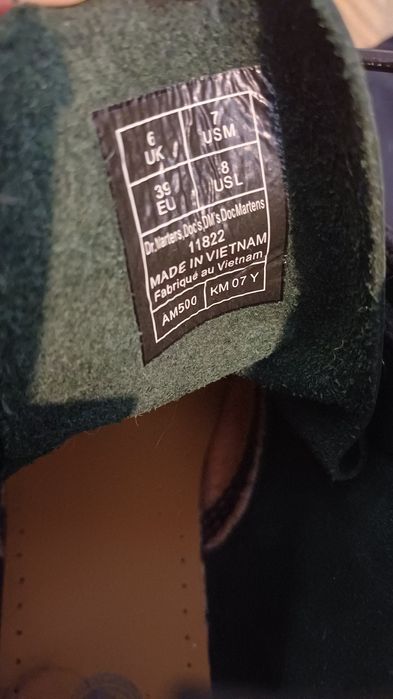 6 7
UK USM
39 8
EU USL
Dr.Martens,Doc's,DM's.DocMartens
11822
MADE IN VIETNAM
Fabriqué au Vietnam
AM500 KM 07 Y